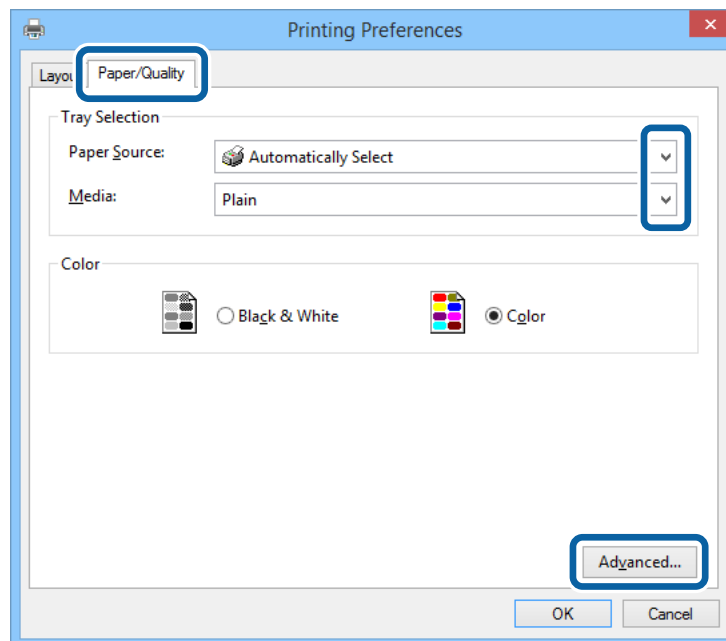 Printing Preferences
Layou
Paper/Quality
Tray Selection
Paper Source:
Automatically Select
Media:
Plain
Color
Black & White
Color
Advanced...
OK
Cancel